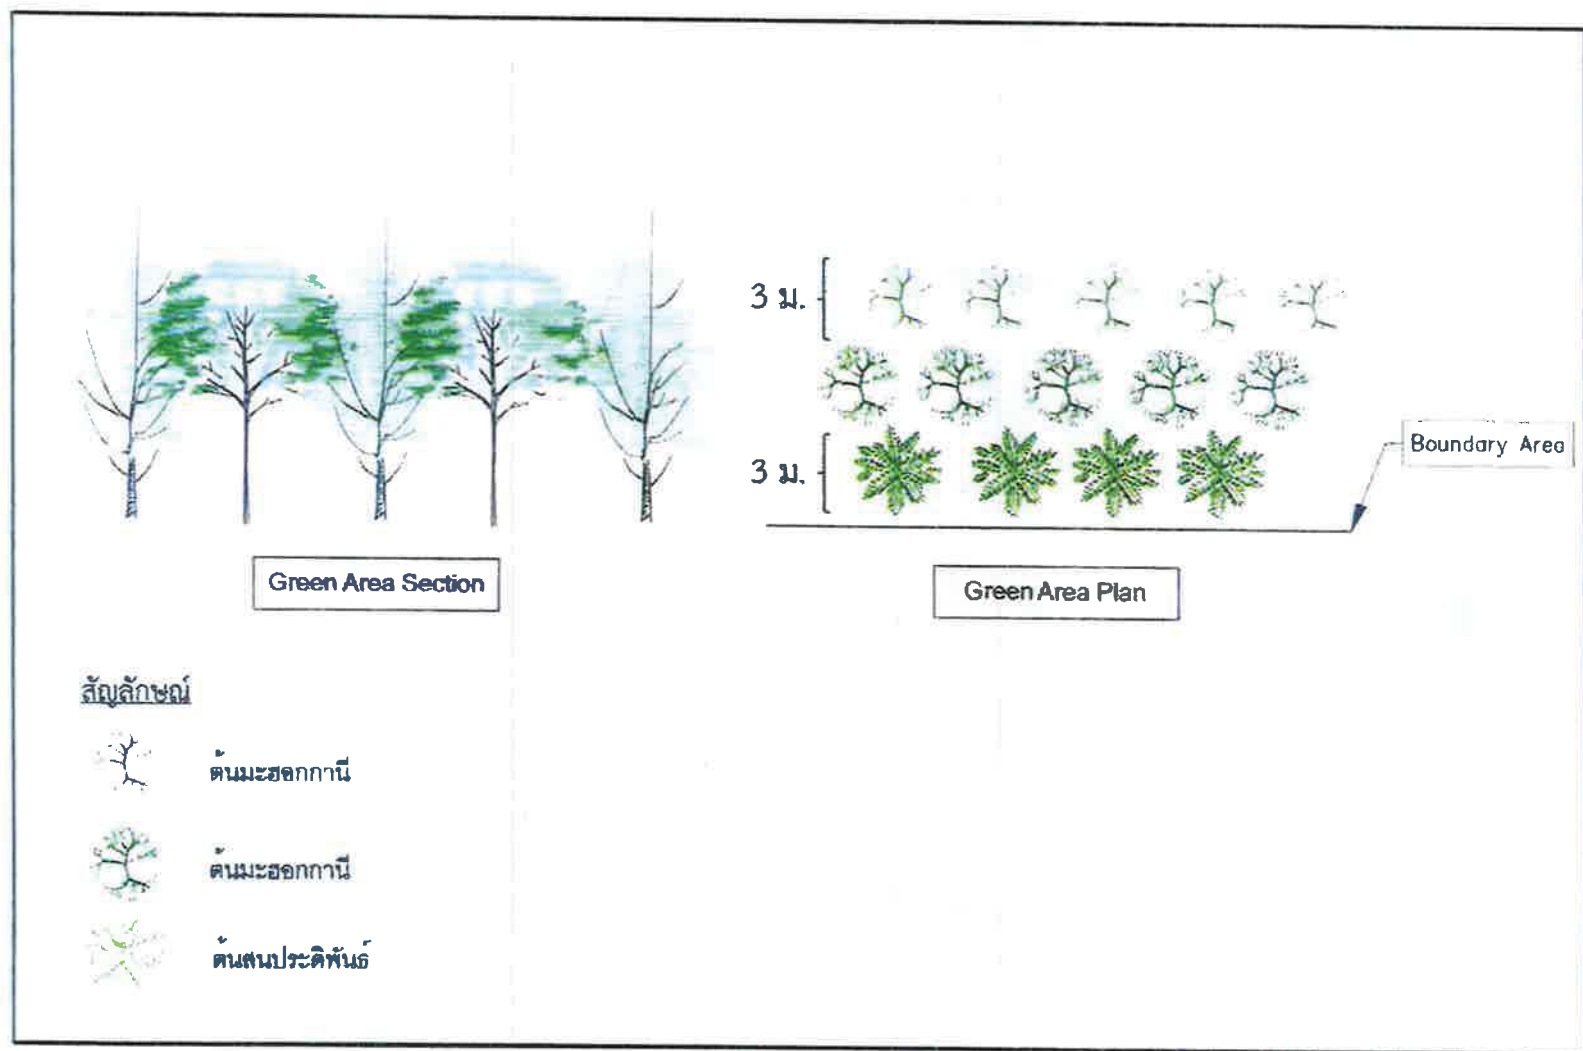 3 ม.
3 ม.
Boundary Area
Green Area Section
Green Area Plan
สัญลักษณ์
ต้นมะฮอกกานี
ต้นมะฮอกกานี
ต้นสนประดิพันธ์